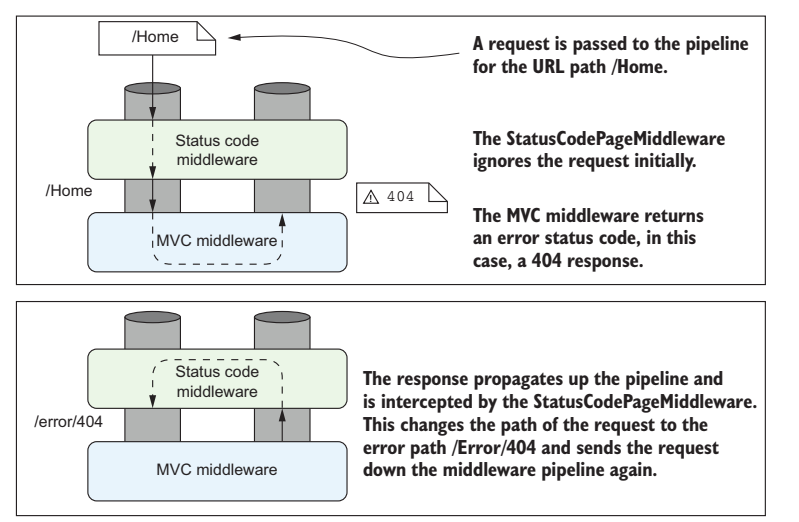 /Home
A request is passed to the pipeline
for the URL path /Home.
Status code
middleware
The StatusCodePageMiddleware
ignores the request initially.
/Home
404
MVC middleware
The MVC middleware returns
an error status code, in this
case, a 404 response.
Status code
middleware
/error/404
MVC middleware
The response propagates up the pipeline and
is intercepted by the StatusCodePageMiddleware.
This changes the path of the request to the
error path /Error/404 and sends the request
down the middleware pipeline again.